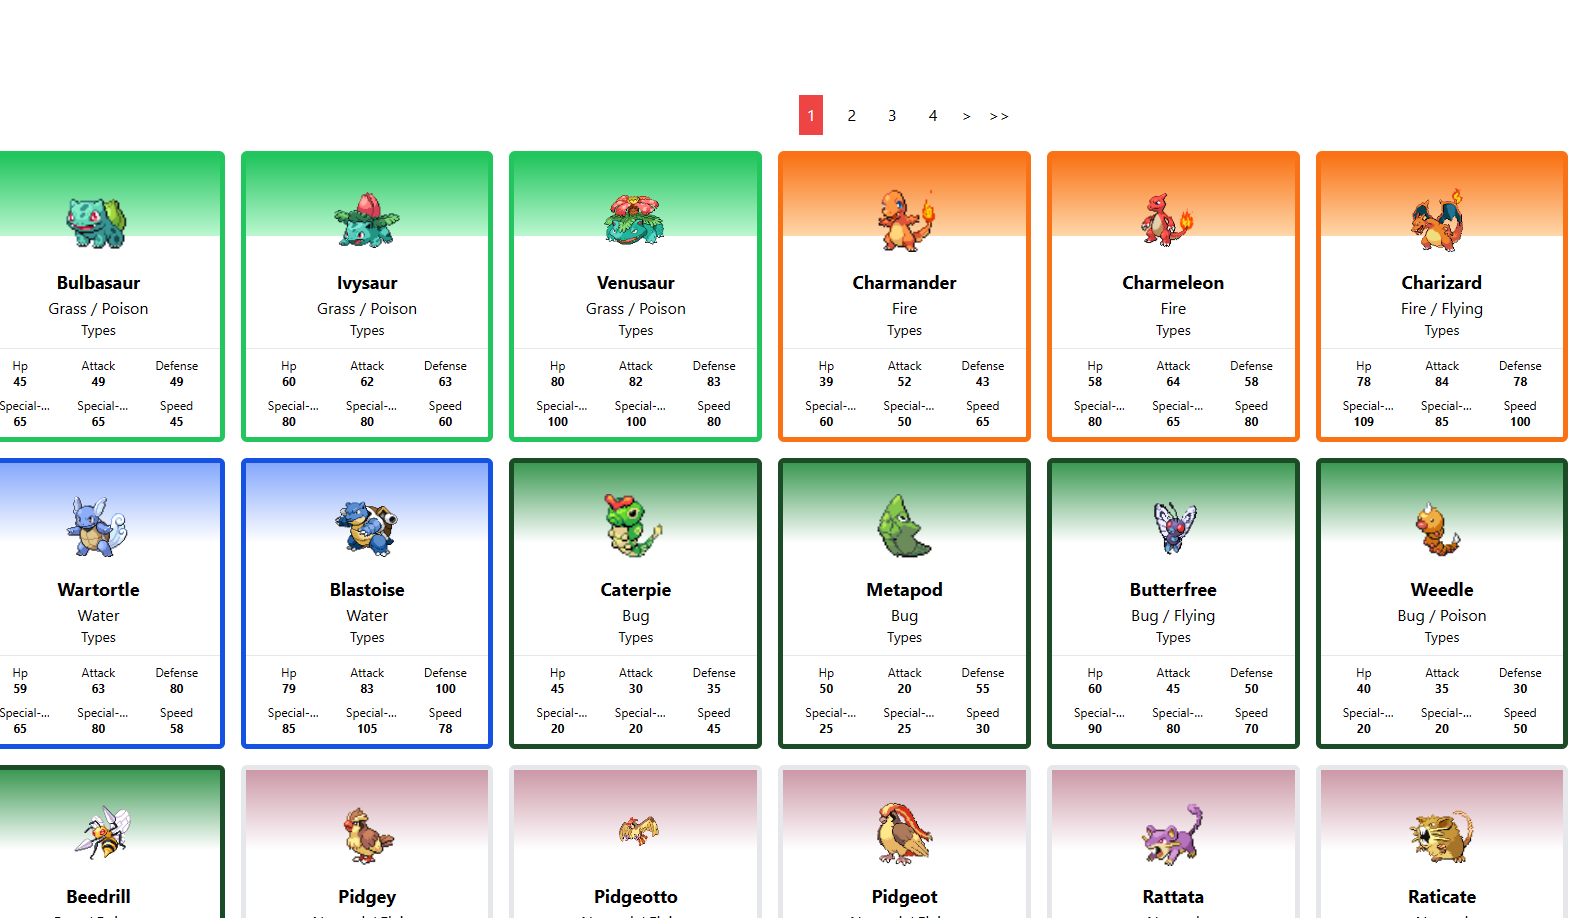 1 2 3 4 > >>
Bulbasaur Ivysaur Venusaur Charmander Charmeleon Charizard
Grass / Poison Grass / Poison Grass / Poison Fire Fire Fire / Flying
Types Types Types Types Types Types
Hp Attack Defense Hp Attack Defense Hp Attack Defense Hp Attack Defense Hp Attack Defense Hp Attack Defense
45 49 49 60 62 63 80 82 83 39 52 43 58 64 58 78 84 78
Special-... Special-... Speed Special-... Special-... Speed Special-... Special-... Speed Special-... Special-... Speed Special-... Special-... Speed Special-... Special-... Speed
65 65 45 80 80 60 100 100 80 60 50 65 80 65 80 109 85 100
Wartortle Blastoise Caterpie Metapod Butterfree Weedle
Water Water Bug Bug Bug / Flying Bug / Poison
Types Types Types Types Types Types
Hp Attack Defense Hp Attack Defense Hp Attack Defense Hp Attack Defense Hp Attack Defense Hp Attack Defense
59 63 80 79 83 100 45 30 35 50 20 55 60 45 50 40 35 30
Special-... Special-... Speed Special-... Special-... Speed Special-... Special-... Speed Special-... Special-... Speed Special-... Special-... Speed Special-... Special-... Speed
65 80 58 85 105 78 20 20 45 25 25 30 90 80 70 20 20 50
Beedrill Pidgey Pidgeotto Pidgeot Rattata Raticate